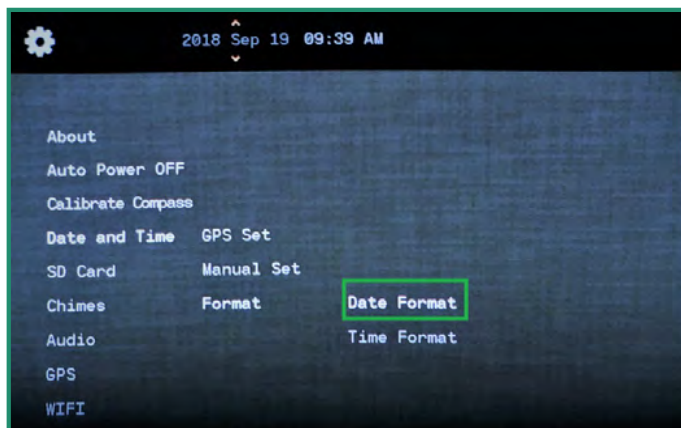 2018 Sep 19 09:39 AM
About
Auto Power OFF
Calibrate Compass
Date and Time GPS Set
SD Card Manual Set
Chimes Format Date Format
Audio Time Format
GPS
WIFI